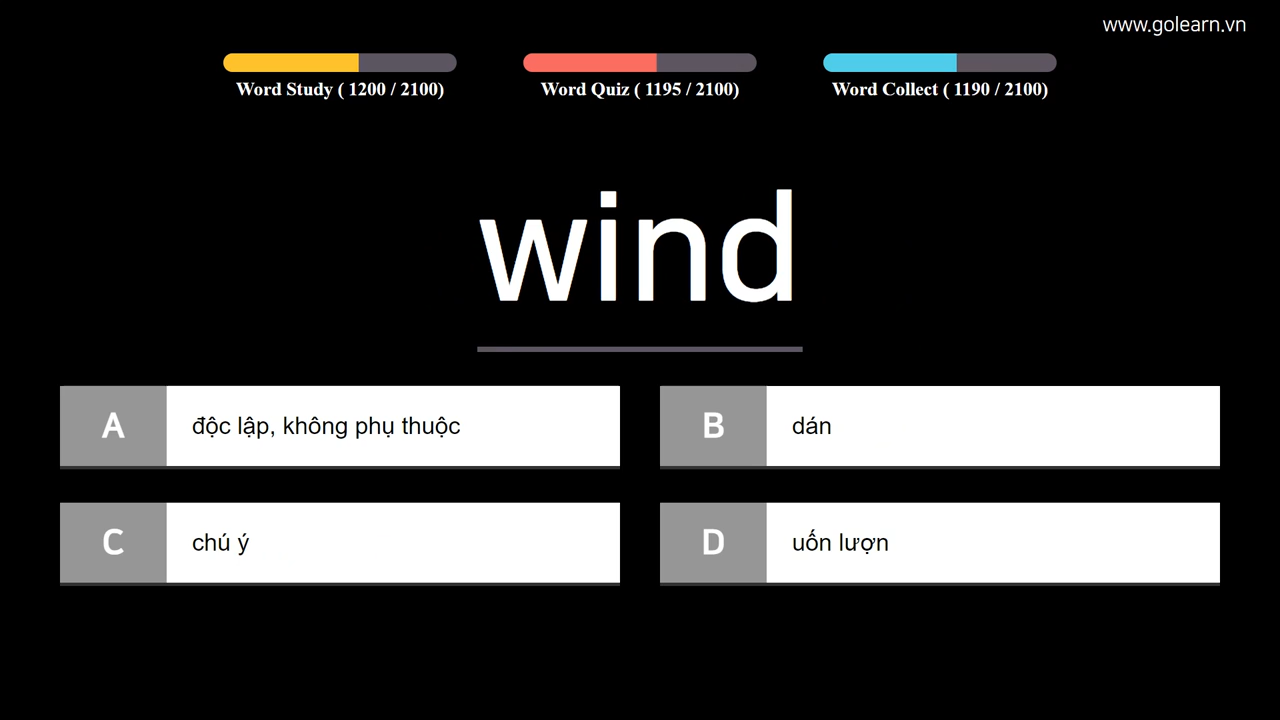 www.golearn.vn
Word Study ( 1200 / 2100)
Word Quiz ( 1195 / 2100)
Word Collect ( 1190 / 2100)
wind
A độc lập, không phụ thuộc
B dán
C chú ý
D uốn lượn